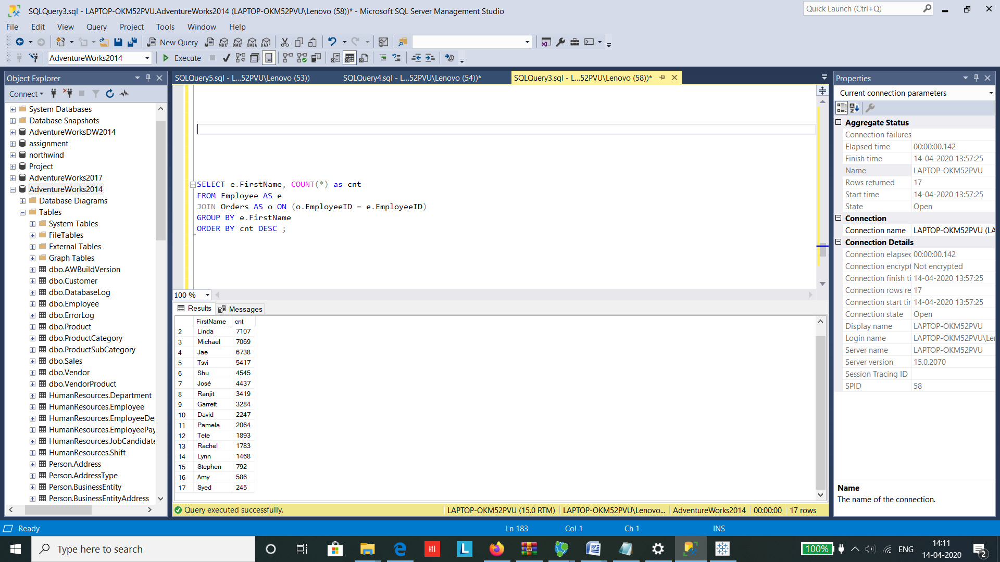 SQLQuery3.sql - LAPTOP-OKM52PVU.AdventureWorks2014 (LAPTOP-OKM52PVU\Lenovo (58))* - Microsoft SQL Server Management Studio
Quick Launch (Ctrl+Q)
File Edit View Query Project Tools Window Help
New Query MDX DMX XMLA DAX
AdventureWorks2014 Execute
Object Explorer
Connect
System Databases
Database Snapshots
AdventureWorksDW2014
assignment
northwind
Project
AdventureWorks2017
AdventureWorks2014
Database Diagrams
Tables
System Tables
FileTables
External Tables
Graph Tables
dbo.AWBuildVersion
dbo.Customer
dbo.DatabaseLog
dbo.Employee
dbo.ErrorLog
dbo.Product
dbo.ProductCategory
dbo.ProductSubCategory
dbo.Sales
dbo.Vendor
dbo.VendorProduct
HumanResources.Department
HumanResources.Employee
HumanResources.EmployeeDe
HumanResources.EmployeePay
HumanResources.JobCandidate
HumanResources.Shift
Person.Address
Person.AddressType
Person.BusinessEntity
Person.BusinessEntityAddress
SQLQuery5.sql - L...52PVU\Lenovo (53)) SQLQuery4.sql - L...52PVU\Lenovo (54))* SQLQuery3.sql - L...52PVU\Lenovo (58))*
SELECT e.FirstName, COUNT(*) as cnt
FROM Employee AS e
JOIN Orders AS o ON (o.EmployeeID = e.EmployeeID)
GROUP BY e.FirstName
ORDER BY cnt DESC ;
100 %
Results Messages
FirstName cnt
2 Linda 7107
3 Michael 7069
4 Jae 6738
5 Tsvi 5417
6 Shu 4545
7 José 4437
8 Ranjit 3419
9 Garrett 3284
10 David 2247
11 Pamela 2064
12 Tete 1893
13 Rachel 1783
14 Lynn 1468
15 Stephen 792
16 Amy 586
17 Syed 245
Query executed successfully. LAPTOP-OKM52PVU (15.0 RTM) LAPTOP-OKM52PVU\Lenovo... AdventureWorks2014 00:00:00 17 rows
Properties
Current connection parameters
Aggregate Status
Connection failures
Elapsed time 00:00:00.142
Finish time 14-04-2020 13:57:25
Name LAPTOP-OKM52PVU
Rows returned 17
Start time 14-04-2020 13:57:25
State Open
Connection
Connection name LAPTOP-OKM52PVU (LA
Connection Details
Connection elapsec 00:00:00.142
Connection encrypt Not encrypted
Connection finish ti 14-04-2020 13:57:25
Connection rows re 17
Connection start tir 14-04-2020 13:57:25
Connection state Open
Display name LAPTOP-OKM52PVU
Login name LAPTOP-OKM52PVU\Le
Server name LAPTOP-OKM52PVU
Server version 15.0.2070
Session Tracing ID
SPID 58
Name
The name of the connection.
Ready Ln 183 Col 1 Ch 1 INS
Type here to search
L
100% ENG
14:11
14-04-2020
2